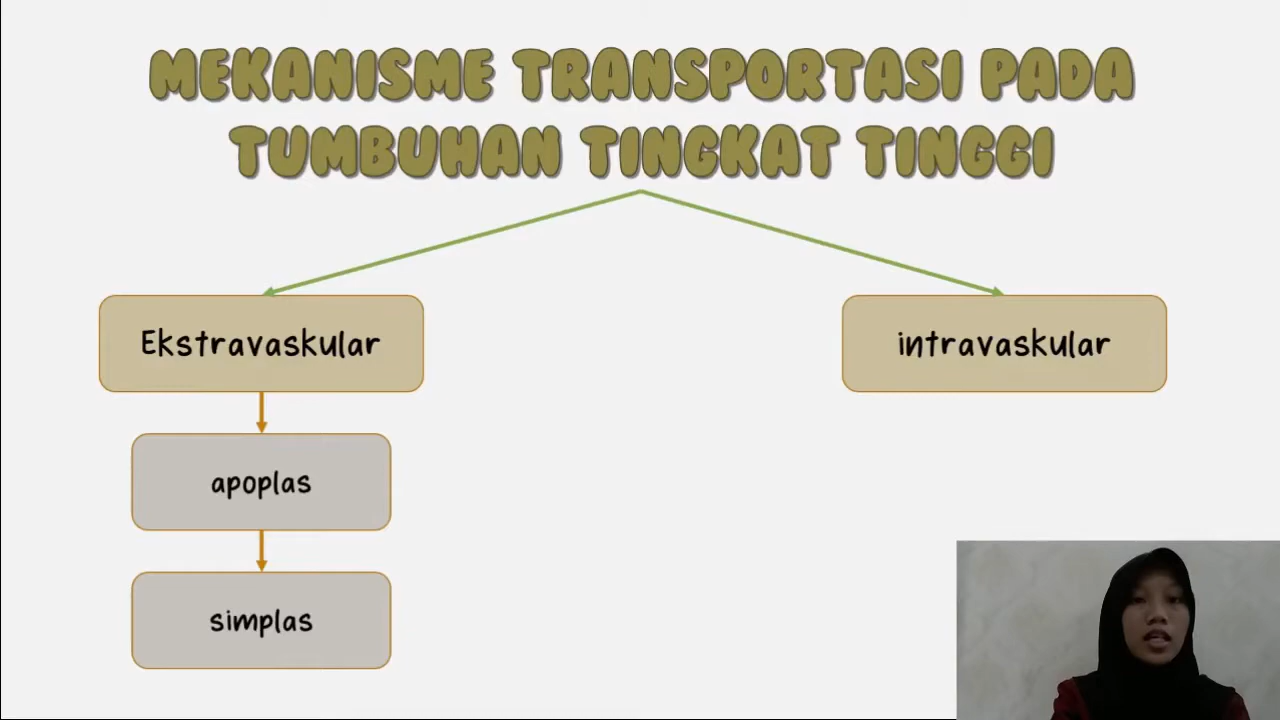 MEKANISME TRANSPORTASI PADA
TUMBUHAN TINGKAT TINGGI
Ekstravaskular
intravaskular
apoplas
simplas